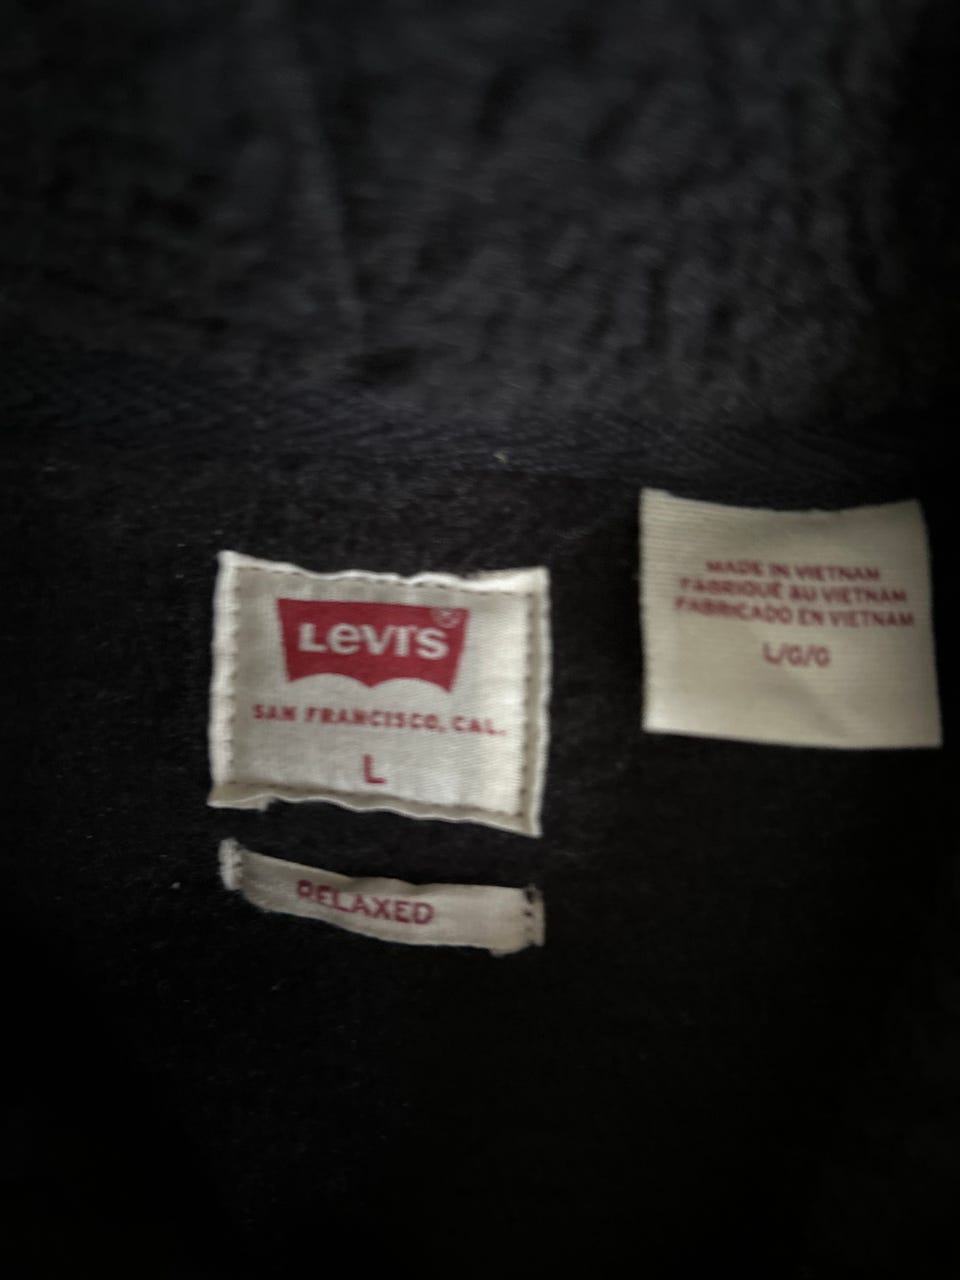 Levi's
SAN FRANCISCO, CAL.
L
RELAXED
MADE IN VIETNAM
FABRIQUÉ AU VIETNAM
FABRICADO EN VIETNAM
L/G/G